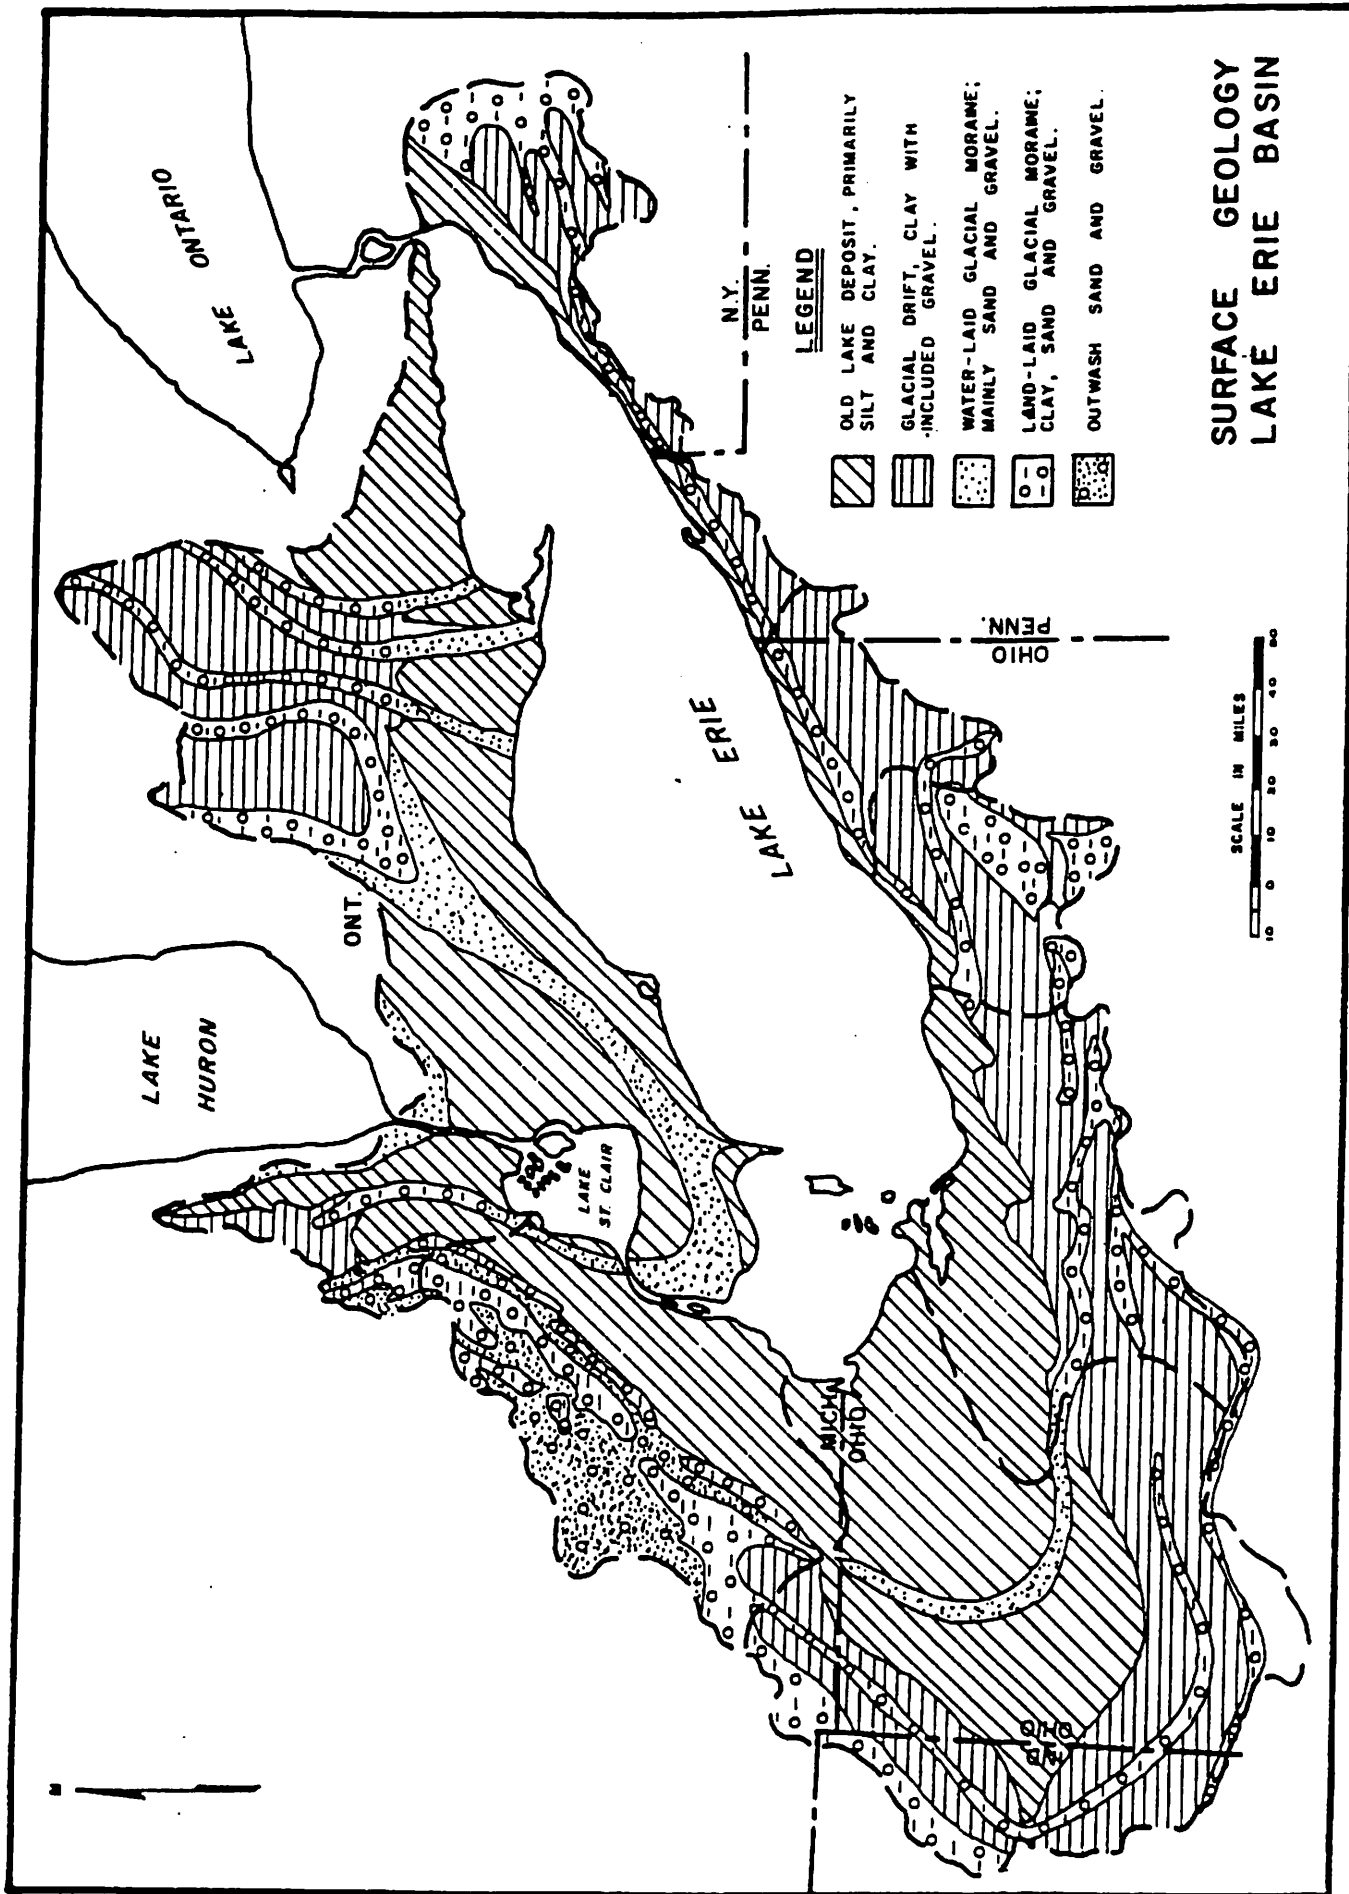 SURFACE GEOLOGY
LAKE ERIE BASIN
LEGEND
OLD LAKE DEPOSIT, PRIMARILY
SILT AND CLAY.
GLACIAL DRIFT, CLAY WITH
INCLUDED GRAVEL.
WATER-LAID GLACIAL MORAINE;
MAINLY SAND AND GRAVEL.
LAND-LAID GLACIAL MORAINE;
CLAY, SAND AND GRAVEL.
OUTWASH SAND AND GRAVEL.
N.Y.
PENN.
LAKE ONTARIO
LAKE
HURON
ONT.
LAKE
ST. CLAIR
LAKE ERIE
MICH.
OHIO
OHIO
PENN.
IND
OHIO
SCALE IN MILES
10 0 10 20 30 40 50
N